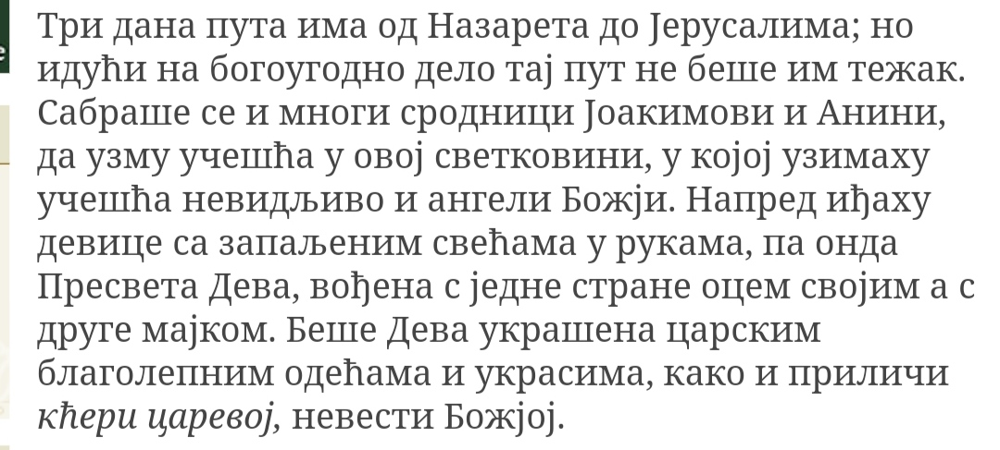 Три дана пута има од Назарета до Јерусалима; но
идући на богоугодно дело тај пут не беше им тежак.
Сабраше се и многи сродници Јоакимови и Анини,
да узму учешћа у овој светковини, у којој узимаху
учешћа невидљиво и ангели Божји. Напред иђаху
девице са запаљеним свећама у рукама, па онда
Пресвета Дева, вођена с једне стране оцем својим а с
друге мајком. Беше Дева украшена царским
благолепним одећама и украсима, како и приличи
кћери царевој, невести Божјој.